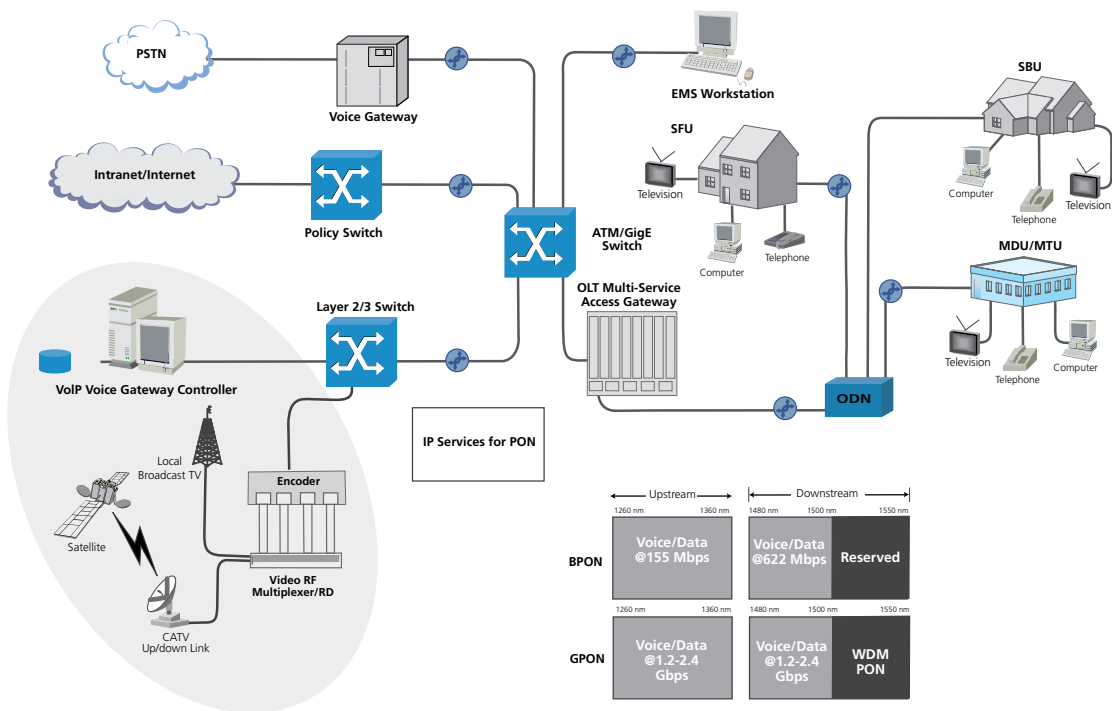 PSTN
Voice Gateway
EMS Workstation
SBU
SFU
Television
Computer
Telephone
Computer
Telephone
Television
Intranet/Internet
Policy Switch
ATM/GigE
Switch
MDU/MTU
Television
Telephone
Computer
OLT Multi-Service
Access Gateway
Layer 2/3 Switch
VoIP Voice Gateway Controller
ODN
IP Services for PON
Local
Broadcast TV
Encoder
Satellite
Video RF
Multiplexer/RD
CATV
Up/down Link
Upstream
Downstream
1260 nm
1360 nm
1480 nm
1500 nm
1550 nm
BPON
Voice/Data
@155 Mbps
Voice/Data
@622 Mbps
Reserved
1260 nm
1360 nm
1480 nm
1500 nm
1550 nm
GPON
Voice/Data
@1.2-2.4
Gbps
Voice/Data
@1.2-2.4
Gbps
WDM
PON